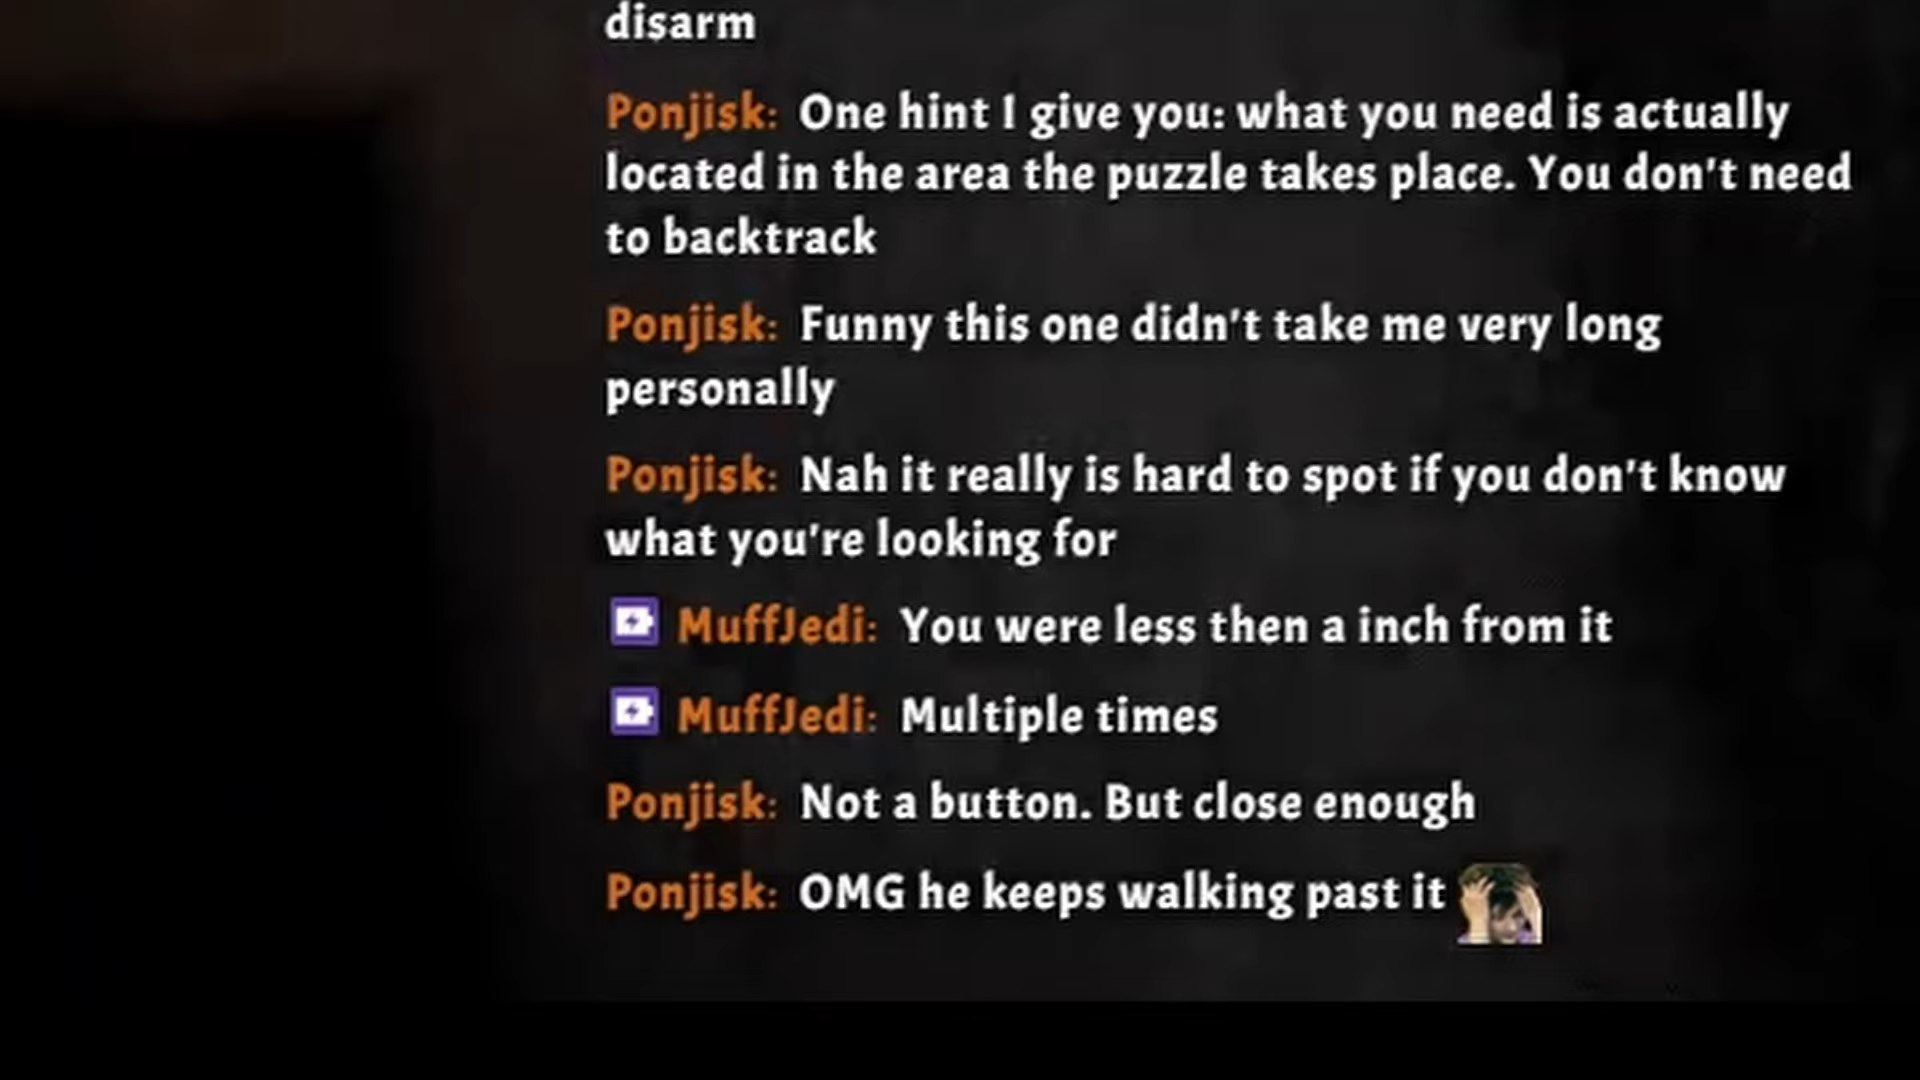 disarm
Ponjisk: One hint I give you: what you need is actually
located in the area the puzzle takes place. You don't need
to backtrack
Ponjisk: Funny this one didn't take me very long
personally
Ponjisk: Nah it really is hard to spot if you don't know
what you're looking for
MuffJedi: You were less then a inch from it
MuffJedi: Multiple times
Ponjisk: Not a button. But close enough
Ponjisk: OMG he keeps walking past it